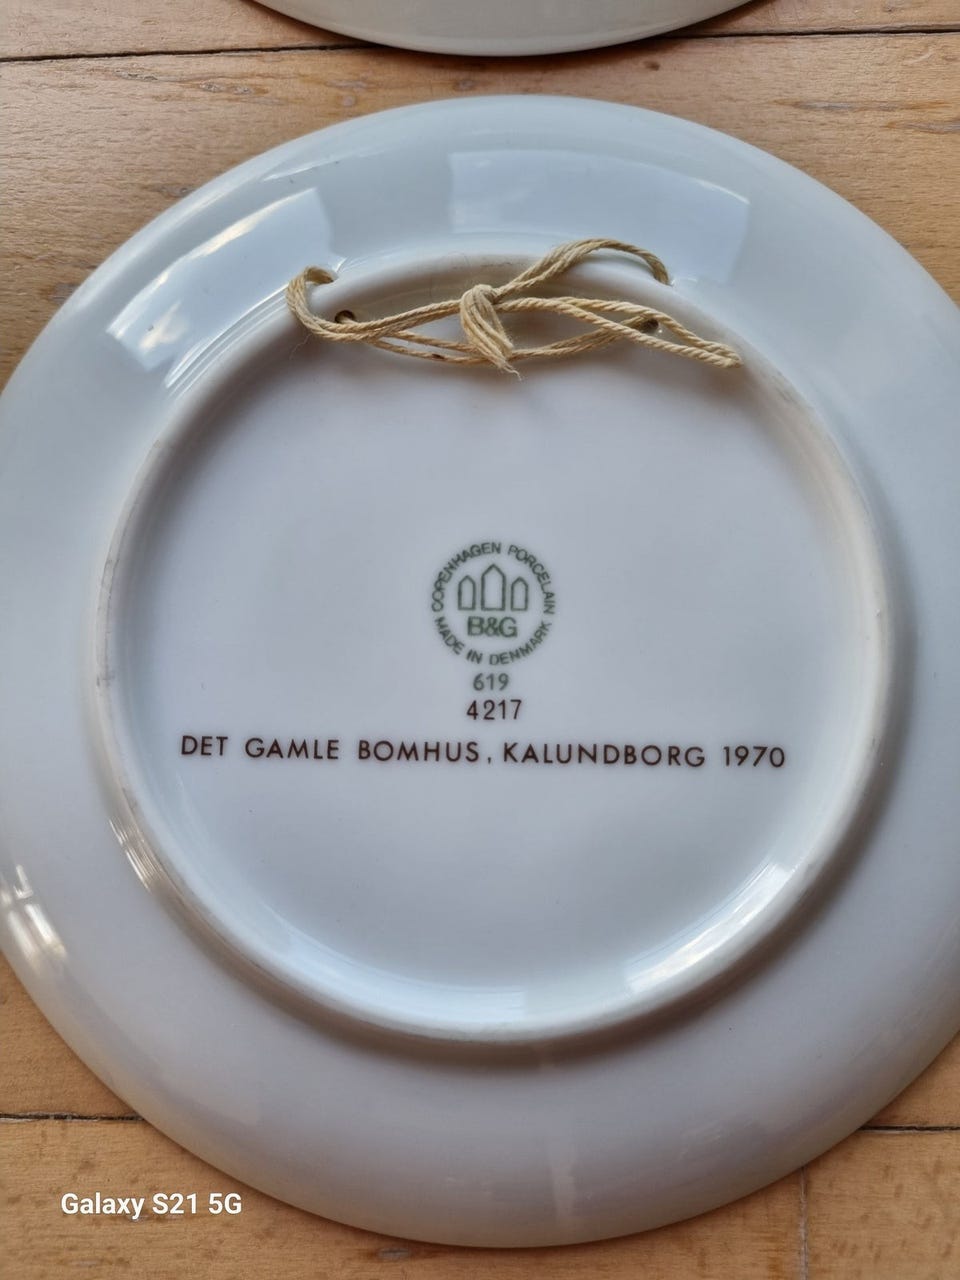 COPENHAGEN PORCELAIN
B&G
MADE IN DENMARK
619
4217
DET GAMLE BOMHUS, KALUNDBORG 1970
Galaxy S21 5G